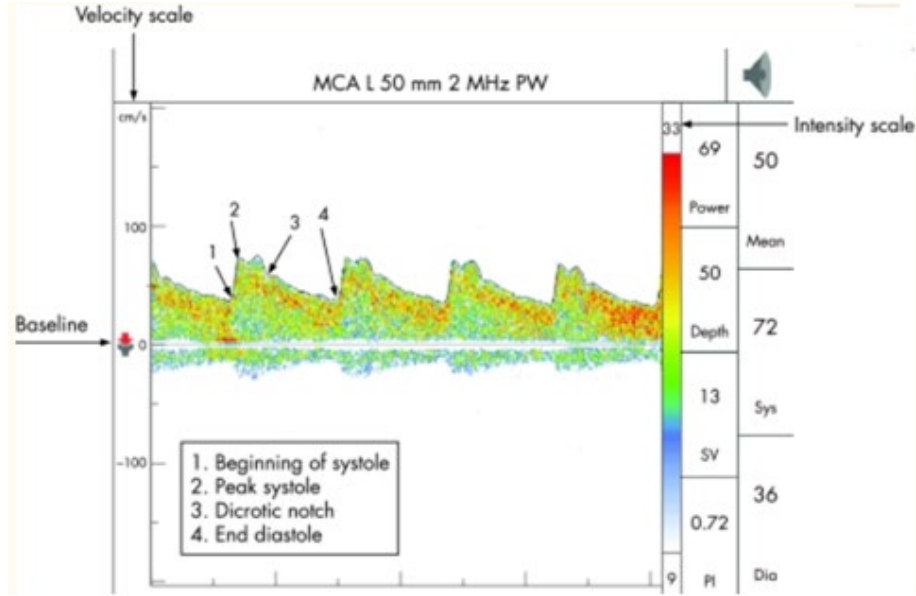 Velocity scale
MCA L 50 mm 2 MHz PW
cm/s
33
Intensity scale
69
50
Power
Mean
100
2
3
4
1
50
72
Baseline
0
Depth
13
Sys
SV
-100
1. Beginning of systole
2. Peak systole
3. Dicrotic notch
4. End diastole
36
0.72
9
PI
Dia